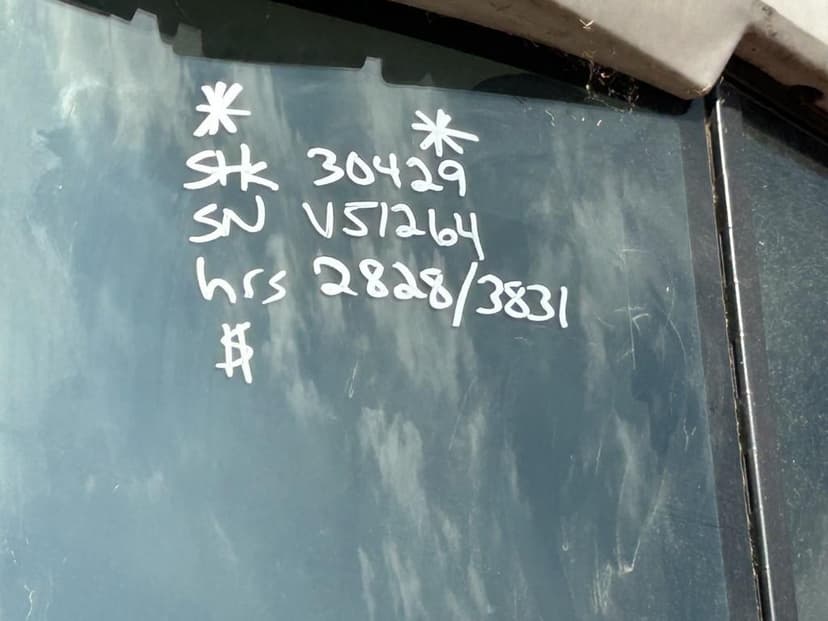 * *
Stk 30429
SN V51264
hrs 2828/3831
$